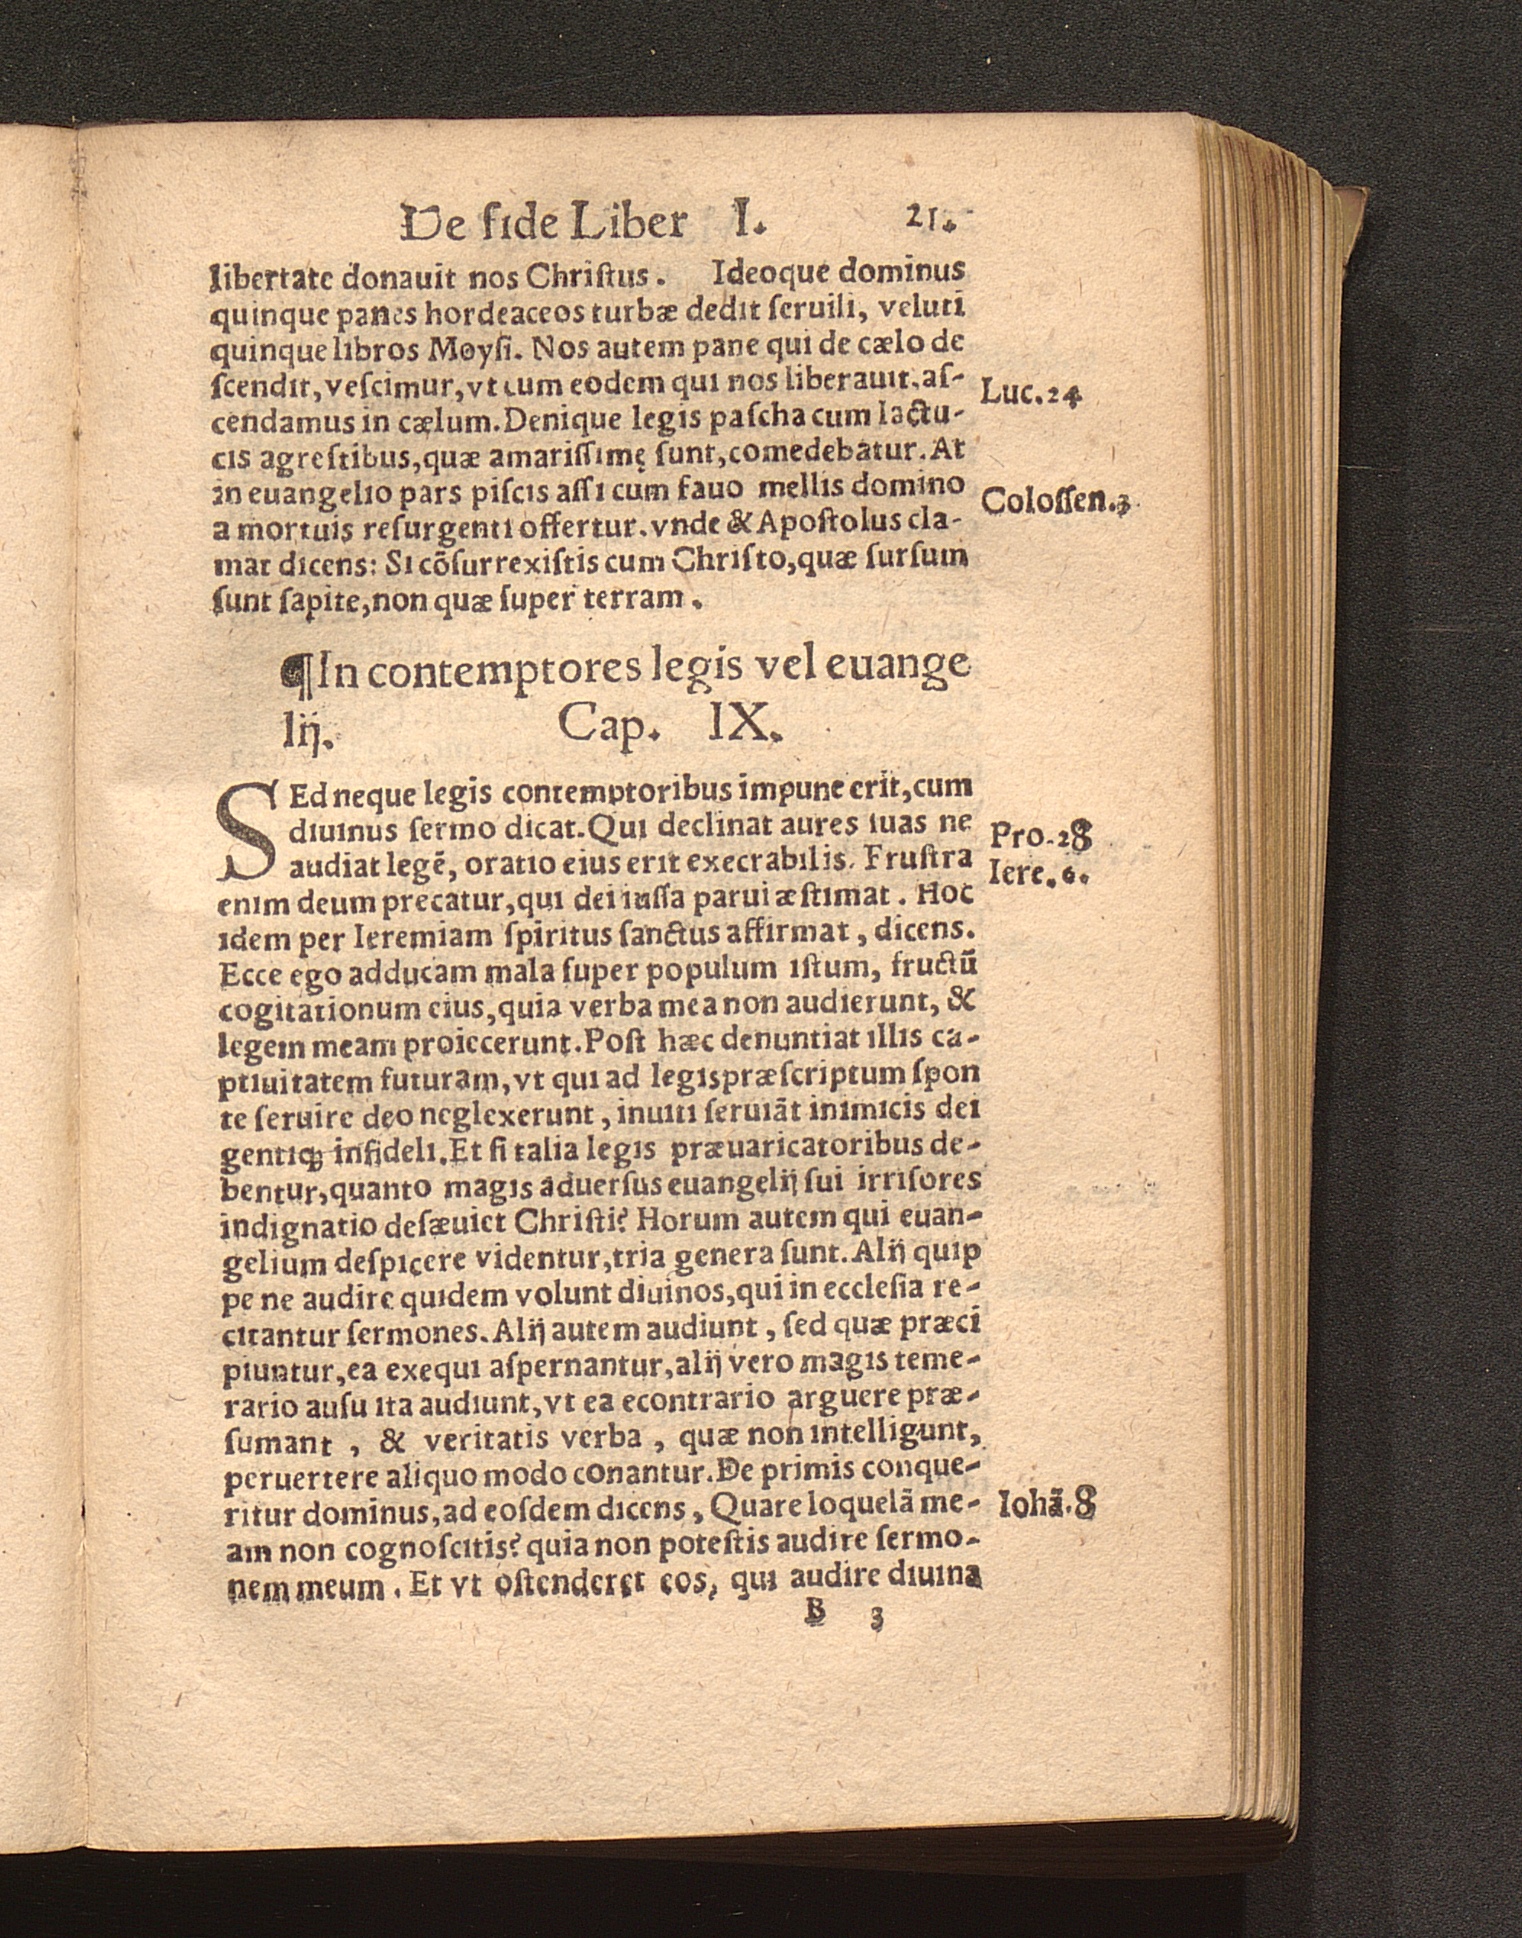 De fide Liber I. 21.
libertate donauit nos Chriſtus. Ideoque dominus
quinque panes hordeaceos turbæ dedit ſeruili, veluti
quinque libros Moyſi. Nos autem pane qui de cælo de
ſcendit, veſcimur, vt cum eodem qui nos liberauit, aſ-
Luc. 24
cendamus in cælum. Denique legis paſcha cum lactu-
cis agreſtibus, quæ amariſſimę ſunt, comedebatur. At
in euangelio pars piſcis aſſi cum fauo mellis domino
Coloſſen. 3
a mortuis reſurgenti offertur. vnde & Apoſtolus cla-
mat dicens: Si cõſurrexiſtis cum Chriſto, quæ ſurſum
ſunt ſapite, non quæ ſuper terram.
¶In contemptores legis vel euange
lij. Cap. IX.
SEd neque legis contemptoribus impune erit, cum
diuinus ſermo dicat. Qui declinat aures ſuas ne
Pro. 28
audiat legẽ, oratio eius erit execrabilis. Fruſtra
Iere. 6.
enim deum precatur, qui dei iuſſa parui æſtimat. Hoc
idem per Ieremiam ſpiritus ſanctus affirmat, dicens.
Ecce ego adducam mala ſuper populum iſtum, fructũ
cogitationum eius, quia verba mea non audierunt, &
legem meam proiecerunt. Poſt hæc denuntiat illis ca-
ptiuitatem futuram, vt qui ad legis præſcriptum ſpon
te ſeruire deo neglexerunt, inuiti ſeruiãt inimicis dei
gentiq; infideli. Et ſi talia legis præuaricatoribus de-
bentur, quanto magis aduerſus euangelij ſui irriſores
indignatio deſæuiet Chriſti? Horum autem qui euan-
gelium deſpicere videntur, tria genera ſunt. Alij quip
pe ne audire quidem volunt diuinos, qui in eccleſia re-
citantur ſermones. Alij autem audiunt, ſed quæ præci
piuntur, ea exequi aſpernantur, alij vero magis teme-
rario auſu ita audiunt, vt ea econtrario arguere præ-
ſumant, & veritatis verba, quæ non intelligunt,
peruertere aliquo modo conantur. De primis conque-
ritur dominus, ad eoſdem dicens, Quare loquelã me-
Iohã. 8
am non cognoſcitis? quia non poteſtis audire ſermo-
nem meum. Et vt oſtenderet eos, qui audire diuina
B 3